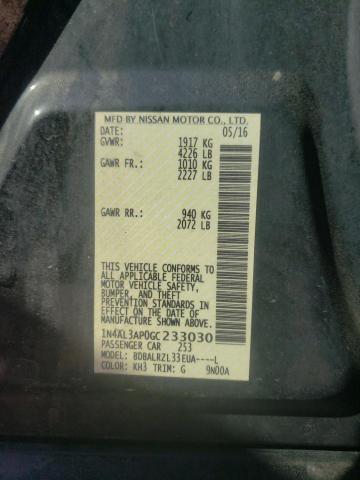 MFD BY NISSAN MOTOR CO., LTD.
DATE: 05/16
GVWR: 1917 KG
4226 LB
GAWR FR.: 1010 KG
2227 LB
GAWR RR.: 940 KG
2072 LB
THIS VEHICLE CONFORMS TO
ALL APPLICABLE FEDERAL
MOTOR VEHICLE SAFETY,
BUMPER, AND THEFT
PREVENTION STANDARDS
IN EFFECT ON THE DATE OF
MANUFACTURE SHOWN ABOVE.
1N4AL3AP0GC233030
PASSENGER CAR 253
MODEL: BDBALRZL33EUA----L
COLOR: KH3 TRIM: G 9N00A